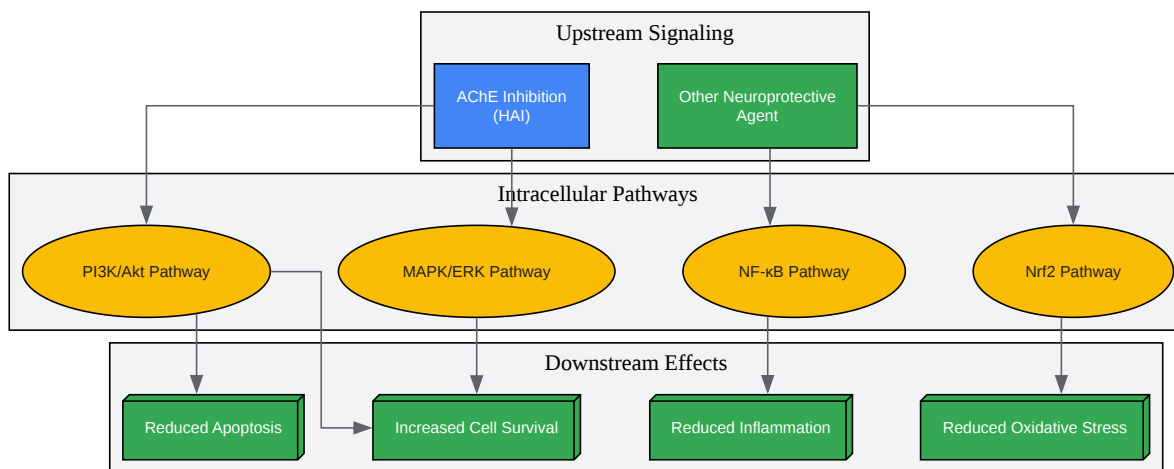 Upstream Signaling
AChE Inhibition
(HAI)
Other Neuroprotective
Agent
Intracellular Pathways
PI3K/Akt Pathway
MAPK/ERK Pathway
NF-κB Pathway
Nrf2 Pathway
Downstream Effects
Reduced Apoptosis
Increased Cell Survival
Reduced Inflammation
Reduced Oxidative Stress